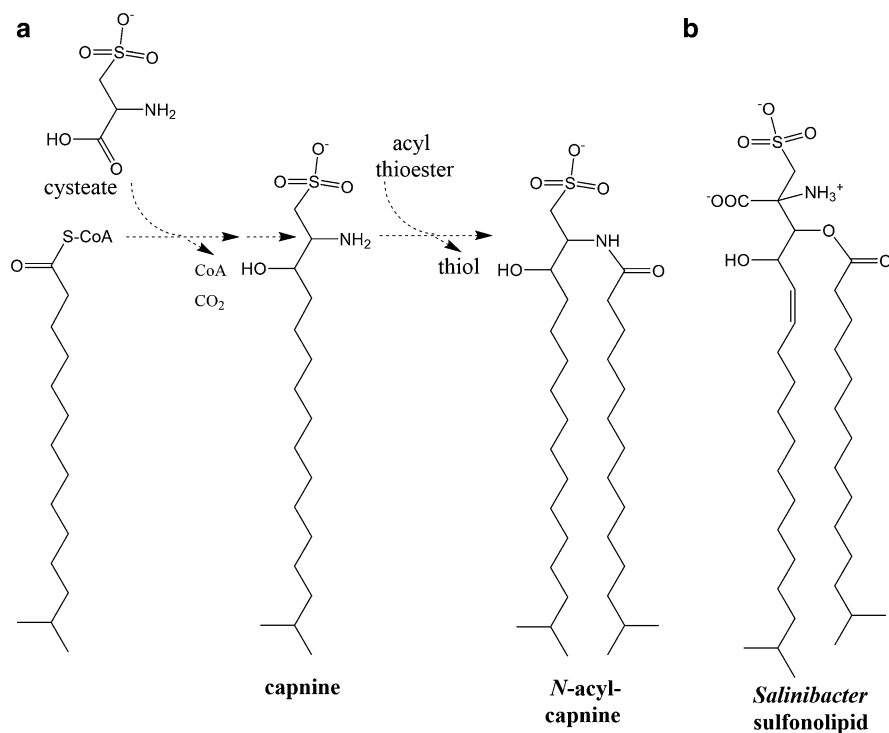 a
b
O-
O=S=O
NH2
HO
O
cysteate
S-CoA
O
CoA
CO2
O-
O=S=O
NH2
HO
capnine
acyl
thioester
thiol
O-
O=S=O
NH
HO
O
N-acyl-
capnine
-O
O=S=O
-OOC
NH3+
O
HO
O
Salinibacter
sulfonolipid